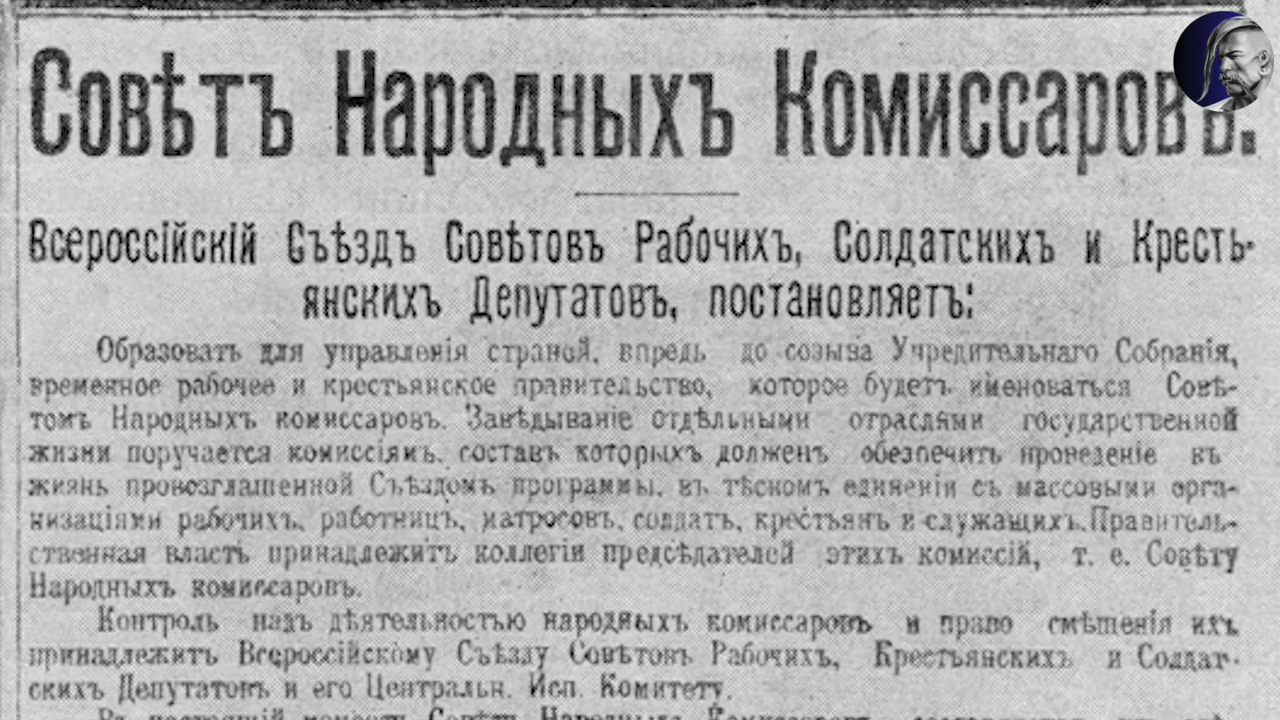 Совѣтъ Народныхъ Комиссаровъ.
Всероссійскій Съѣздъ Совѣтовъ Рабочихъ, Солдатскихъ и Кресть-
янскихъ Депутатовъ, постановляетъ:
Образовать для управленія страной, впредь до созыва Учредительнаго Собранія,
временное рабочее и крестьянское правительство, которое будетъ именоваться Совѣ-
томъ Народныхъ комиссаровъ. Завѣдываніе отдѣльными отраслями государственной
жизни поручается комиссіямъ, составъ которыхъ долженъ обезпечить проведеніе въ
жизнь провозглашенной Съѣздомъ программы, въ тѣсномъ единеніи съ массовыми орга-
низаціями рабочихъ, работницъ, матросовъ, солдатъ, крестьянъ и служащихъ. Правитель-
ственная власть принадлежитъ коллегіи предсѣдателей этихъ комиссій, т. е. Совѣту
Народныхъ комиссаровъ.
Контроль надъ дѣятельностью народныхъ комиссаровъ и право смѣщенія ихъ
принадлежитъ Всероссійскому Съѣзду Совѣтовъ Рабочихъ, Крестьянскихъ и Солдат-
скихъ Депутатовъ и его Центральн. Исп. Комитету.